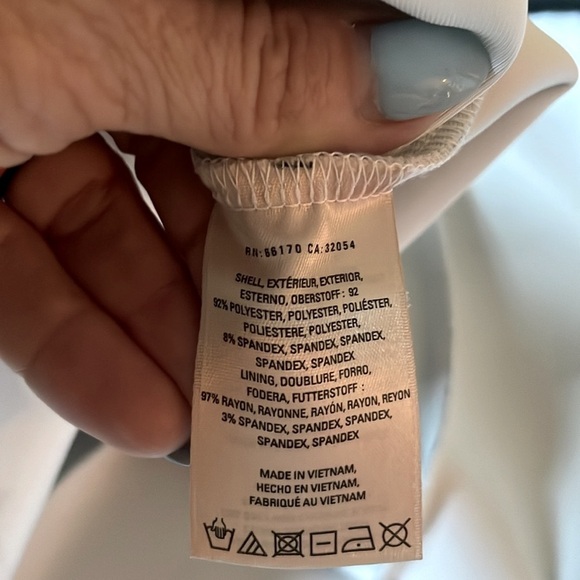 RN: 66170 CA: 32054
SHELL, EXTÉRIEUR, EXTERIOR,
ESTERNO, OBERSTOFF : 92
92% POLYESTER, POLYESTER, POLIÉSTER,
POLIESTERE, POLYESTER,
8% SPANDEX, SPANDEX, SPANDEX,
SPANDEX, SPANDEX
LINING, DOUBLURE, FORRO,
FODERA, FUTTERSTOFF :
97% RAYON, RAYONNE, RAYÓN, RAYON, REYON
3% SPANDEX, SPANDEX, SPANDEX,
SPANDEX, SPANDEX
MADE IN VIETNAM,
HECHO EN VIETNAM,
FABRIQUÉ AU VIETNAM